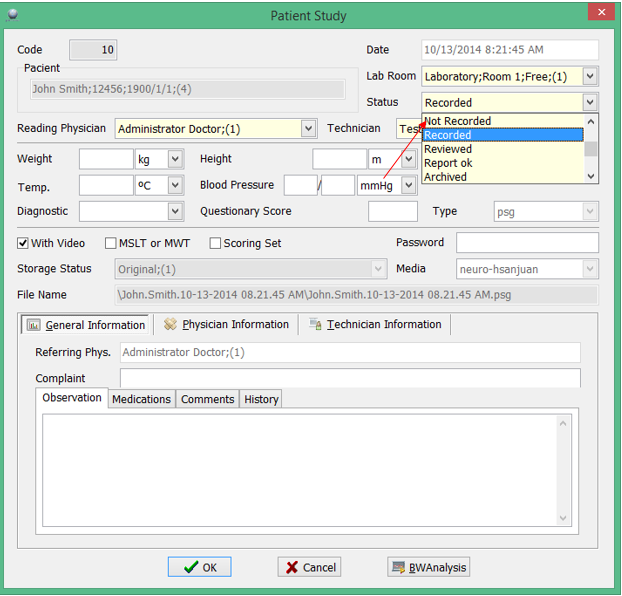 Patient Study
Code 10 Date 10/13/2014 8:21:45 AM
Pacient
John Smith;12456;1900/1/1;(4)
Lab Room Laboratory;Room 1;Free;(1)
Status Recorded
Not Recorded
Recorded
Reviewed
Report ok
Archived
Reading Physician Administrator Doctor;(1) Technician Test
Weight kg Height m
Temp. ºC Blood Pressure / mmHg
Diagnostic Questionary Score Type psg
With Video MSLT or MWT Scoring Set Password
Storage Status Original;(1) Media neuro-hsanjuan
File Name \John.Smith.10-13-2014 08.21.45 AM\John.Smith.10-13-2014 08.21.45 AM.psg
General Information Physician Information Technician Information
Referring Phys. Administrator Doctor;(1)
Complaint
Observation Medications Comments History
OK Cancel BWAnalysis